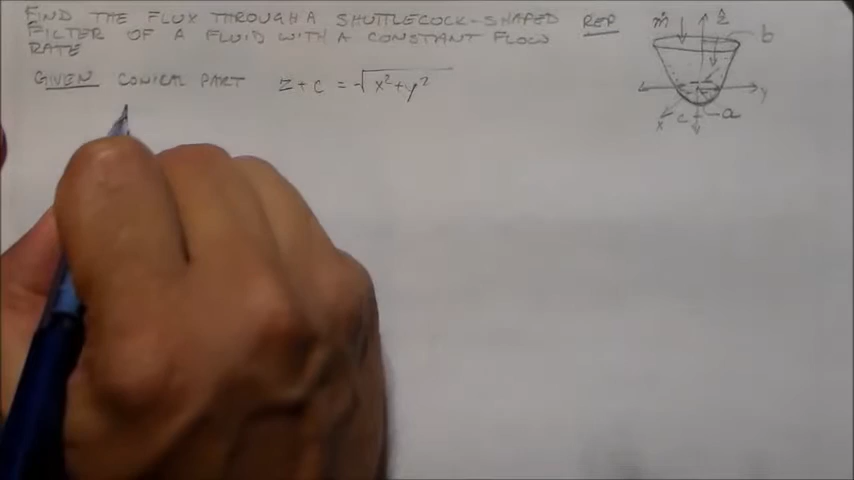 FIND THE FLUX THROUGH A SHUTTLECOCK-SHAPED REP
FILTER OF A FLUID WITH A CONSTANT FLOW
RATE
GIVEN CONICAL PART z + c = √x²+y²
ṁ
ẑ
b
y
x
c
a